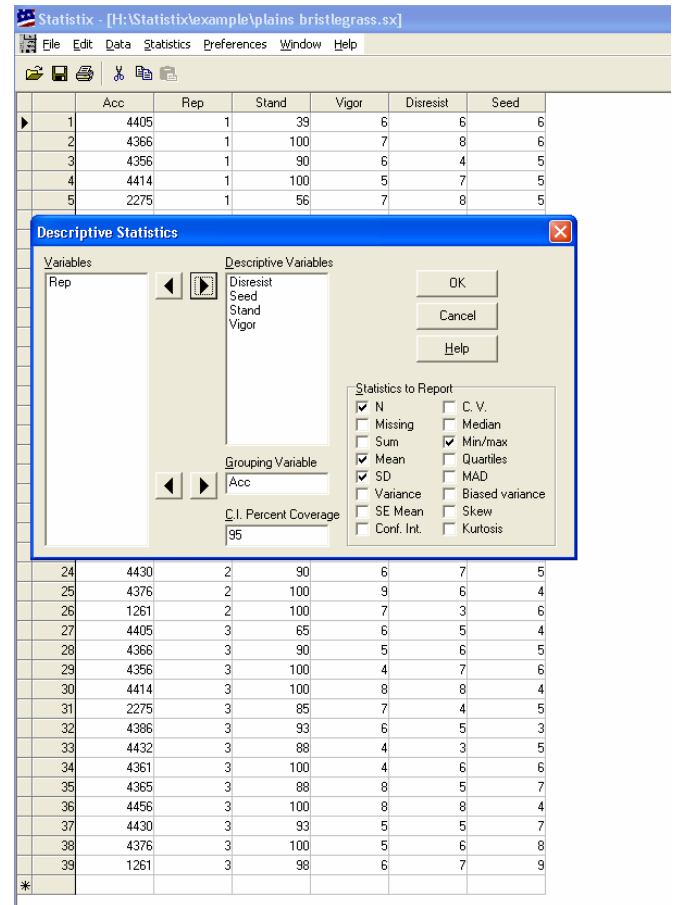 Statistix - [H:\Statistix\example\plains bristlegrass.sx]
File Edit Data Statistics Preferences Window Help
Acc Rep Stand Vigor Disresist Seed
1 4405 1 39 6 6 6
2 4366 1 100 7 8 6
3 4356 1 90 6 4 5
4 4414 1 100 5 7 5
5 2275 1 56 7 8 5
Descriptive Statistics
Variables
Rep
Descriptive Variables
Disresist
Seed
Stand
Vigor
Grouping Variable
Acc
C.I. Percent Coverage
95
OK
Cancel
Help
Statistics to Report
N C. V.
Missing Median
Sum Min/max
Mean Quartiles
SD MAD
Variance Biased variance
SE Mean Skew
Conf. Int. Kurtosis
24 4430 2 90 6 7 5
25 4376 2 100 9 6 4
26 1261 2 100 7 3 6
27 4405 3 65 6 5 4
28 4366 3 90 5 6 5
29 4356 3 100 4 7 6
30 4414 3 100 8 8 4
31 2275 3 85 7 4 5
32 4386 3 93 6 5 3
33 4432 3 88 4 3 5
34 4361 3 100 4 6 6
35 4365 3 88 8 5 7
36 4456 3 100 8 8 4
37 4430 3 93 5 5 7
38 4376 3 100 5 6 8
39 1261 3 98 6 7 9